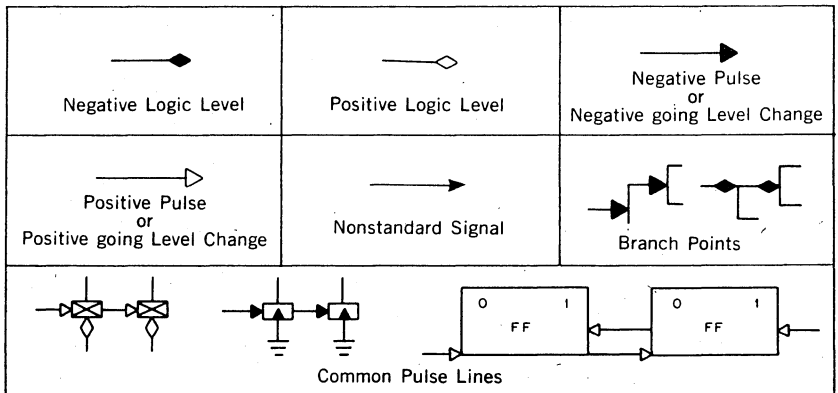 Negative Logic Level
Positive Logic Level
Negative Pulse
or
Negative going Level Change
Positive Pulse
or
Positive going Level Change
Nonstandard Signal
Branch Points
0 1
FF
0 1
FF
Common Pulse Lines